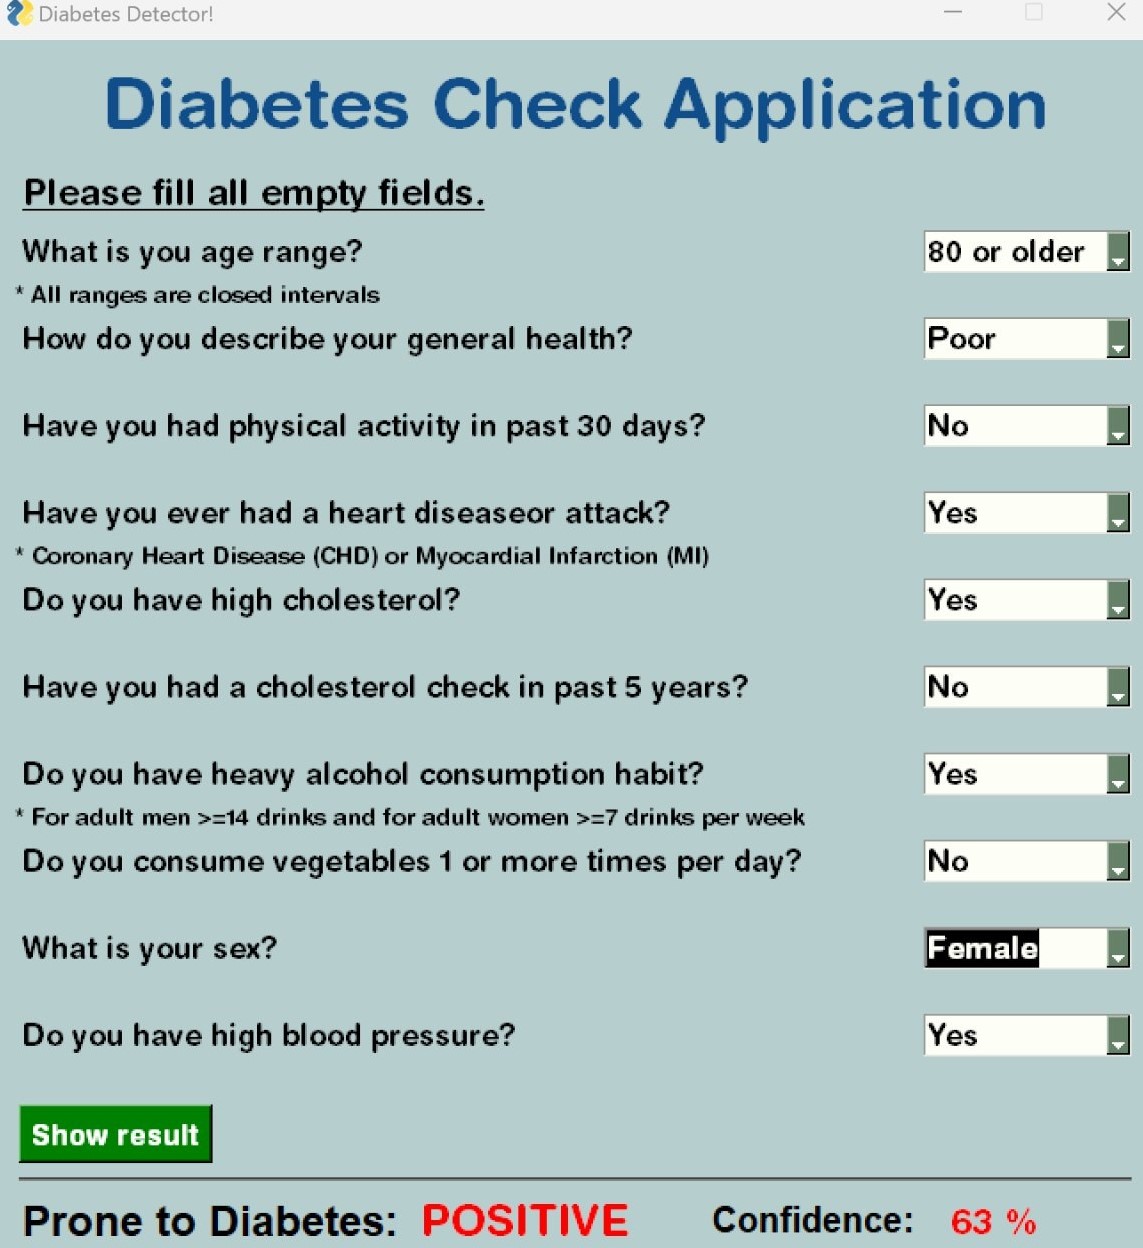 Diabetes Detector!
Diabetes Check Application
Please fill all empty fields.
What is you age range? 80 or older
* All ranges are closed intervals
How do you describe your general health? Poor
Have you had physical activity in past 30 days? No
Have you ever had a heart diseaseor attack? Yes
* Coronary Heart Disease (CHD) or Myocardial Infarction (MI)
Do you have high cholesterol? Yes
Have you had a cholesterol check in past 5 years? No
Do you have heavy alcohol consumption habit? Yes
* For adult men >=14 drinks and for adult women >=7 drinks per week
Do you consume vegetables 1 or more times per day? No
What is your sex? Female
Do you have high blood pressure? Yes
Show result
Prone to Diabetes: POSITIVE Confidence: 63 %